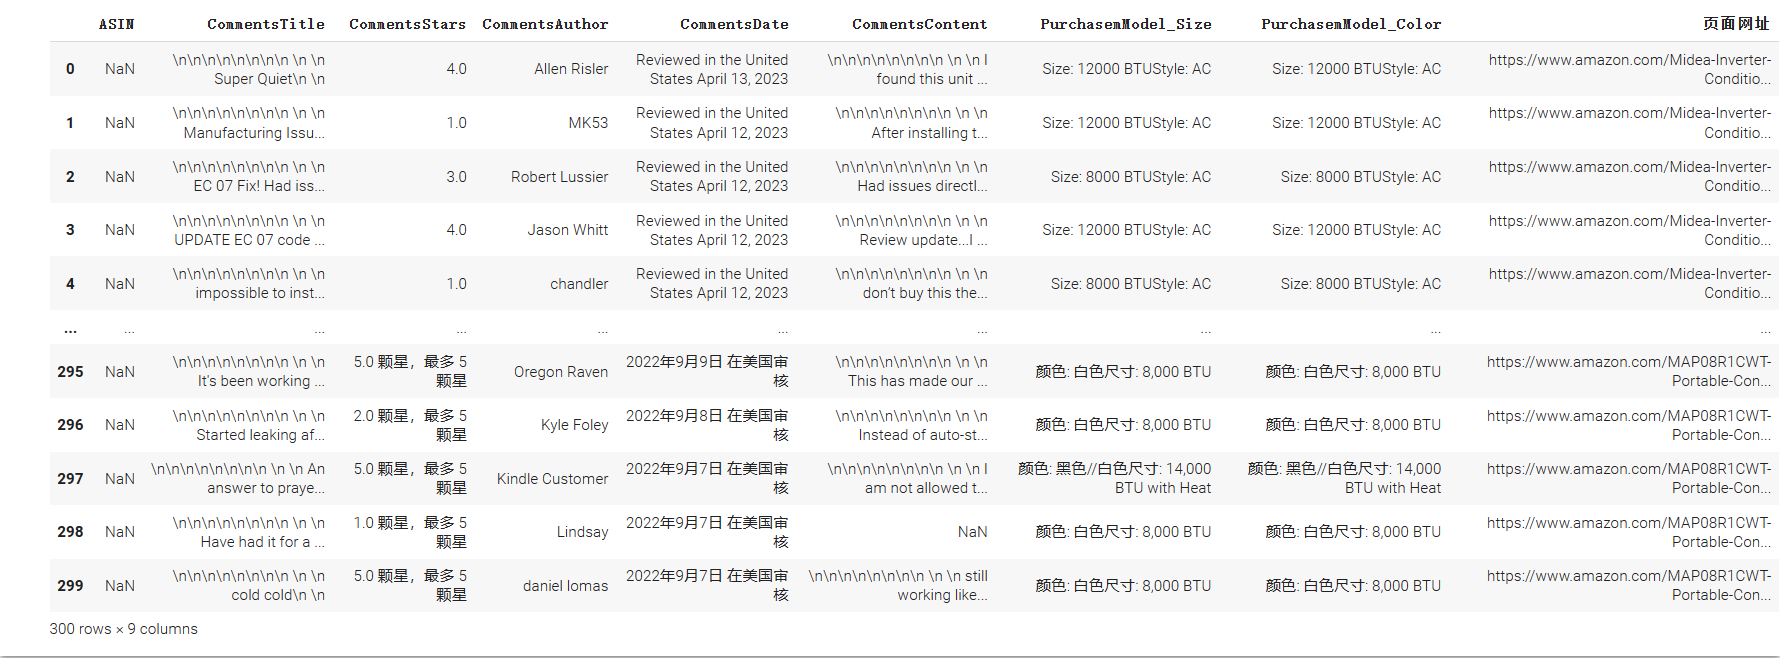 ASIN CommentsTitle CommentsStars CommentsAuthor CommentsDate CommentsContent PurchasemModel_Size PurchasemModel_Color 页面网址
0 NaN \n\n\n\n\n\n\n\n \n \n Super Quiet\n \n 4.0 Allen Risler Reviewed in the United States April 13, 2023 \n\n\n\n\n\n\n\n \n \n I found this unit ... Size: 12000 BTUStyle: AC Size: 12000 BTUStyle: AC https://www.amazon.com/Midea-Inverter-Conditio...
1 NaN \n\n\n\n\n\n\n\n \n \n Manufacturing Issu... 1.0 MK53 Reviewed in the United States April 12, 2023 \n\n\n\n\n\n\n\n \n \n After installing t... Size: 12000 BTUStyle: AC Size: 12000 BTUStyle: AC https://www.amazon.com/Midea-Inverter-Conditio...
2 NaN \n\n\n\n\n\n\n\n \n \n EC 07 Fix! Had iss... 3.0 Robert Lussier Reviewed in the United States April 12, 2023 \n\n\n\n\n\n\n\n \n \n Had issues directl... Size: 8000 BTUStyle: AC Size: 8000 BTUStyle: AC https://www.amazon.com/Midea-Inverter-Conditio...
3 NaN \n\n\n\n\n\n\n\n \n \n UPDATE EC 07 code ... 4.0 Jason Whitt Reviewed in the United States April 12, 2023 \n\n\n\n\n\n\n\n \n \n Review update...I ... Size: 12000 BTUStyle: AC Size: 12000 BTUStyle: AC https://www.amazon.com/Midea-Inverter-Conditio...
4 NaN \n\n\n\n\n\n\n\n \n \n impossible to inst... 1.0 chandler Reviewed in the United States April 12, 2023 \n\n\n\n\n\n\n\n \n \n don't buy this the... Size: 8000 BTUStyle: AC Size: 8000 BTUStyle: AC https://www.amazon.com/Midea-Inverter-Conditio...
... ... ... ... ... ... ... ... ... ...
295 NaN \n\n\n\n\n\n\n\n \n \n It's been working ... 5.0 颗星，最多 5 颗星 Oregon Raven 2022年9月9日 在美国审核 \n\n\n\n\n\n\n\n \n \n This has made our ... 颜色: 白色尺寸: 8,000 BTU 颜色: 白色尺寸: 8,000 BTU https://www.amazon.com/MAP08R1CWT-Portable-Con...
296 NaN \n\n\n\n\n\n\n\n \n \n Started leaking af... 2.0 颗星，最多 5 颗星 Kyle Foley 2022年9月8日 在美国审核 \n\n\n\n\n\n\n\n \n \n Instead of auto-st... 颜色: 白色尺寸: 8,000 BTU 颜色: 白色尺寸: 8,000 BTU https://www.amazon.com/MAP08R1CWT-Portable-Con...
297 NaN \n\n\n\n\n\n\n\n \n \n An answer to praye... 5.0 颗星，最多 5 颗星 Kindle Customer 2022年9月7日 在美国审核 \n\n\n\n\n\n\n\n \n \n I am not allowed t... 颜色: 黑色//白色尺寸: 14,000 BTU with Heat 颜色: 黑色//白色尺寸: 14,000 BTU with Heat https://www.amazon.com/MAP08R1CWT-Portable-Con...
298 NaN \n\n\n\n\n\n\n\n \n \n Have had it for a ... 1.0 颗星，最多 5 颗星 Lindsay 2022年9月7日 在美国审核 NaN 颜色: 白色尺寸: 8,000 BTU 颜色: 白色尺寸: 8,000 BTU https://www.amazon.com/MAP08R1CWT-Portable-Con...
299 NaN \n\n\n\n\n\n\n\n \n \n cold cold\n \n 5.0 颗星，最多 5 颗星 daniel lomas 2022年9月7日 在美国审核 \n\n\n\n\n\n\n\n \n \n still working like... 颜色: 白色尺寸: 8,000 BTU 颜色: 白色尺寸: 8,000 BTU https://www.amazon.com/MAP08R1CWT-Portable-Con...
300 rows × 9 columns